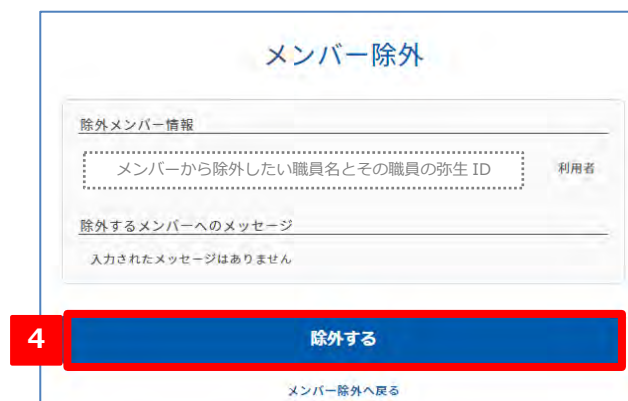 メンバー除外
除外メンバー情報
メンバーから除外したい職員名とその職員の弥生 ID
利用者
除外するメンバーへのメッセージ
入力されたメッセージはありません
4
除外する
メンバー除外へ戻る